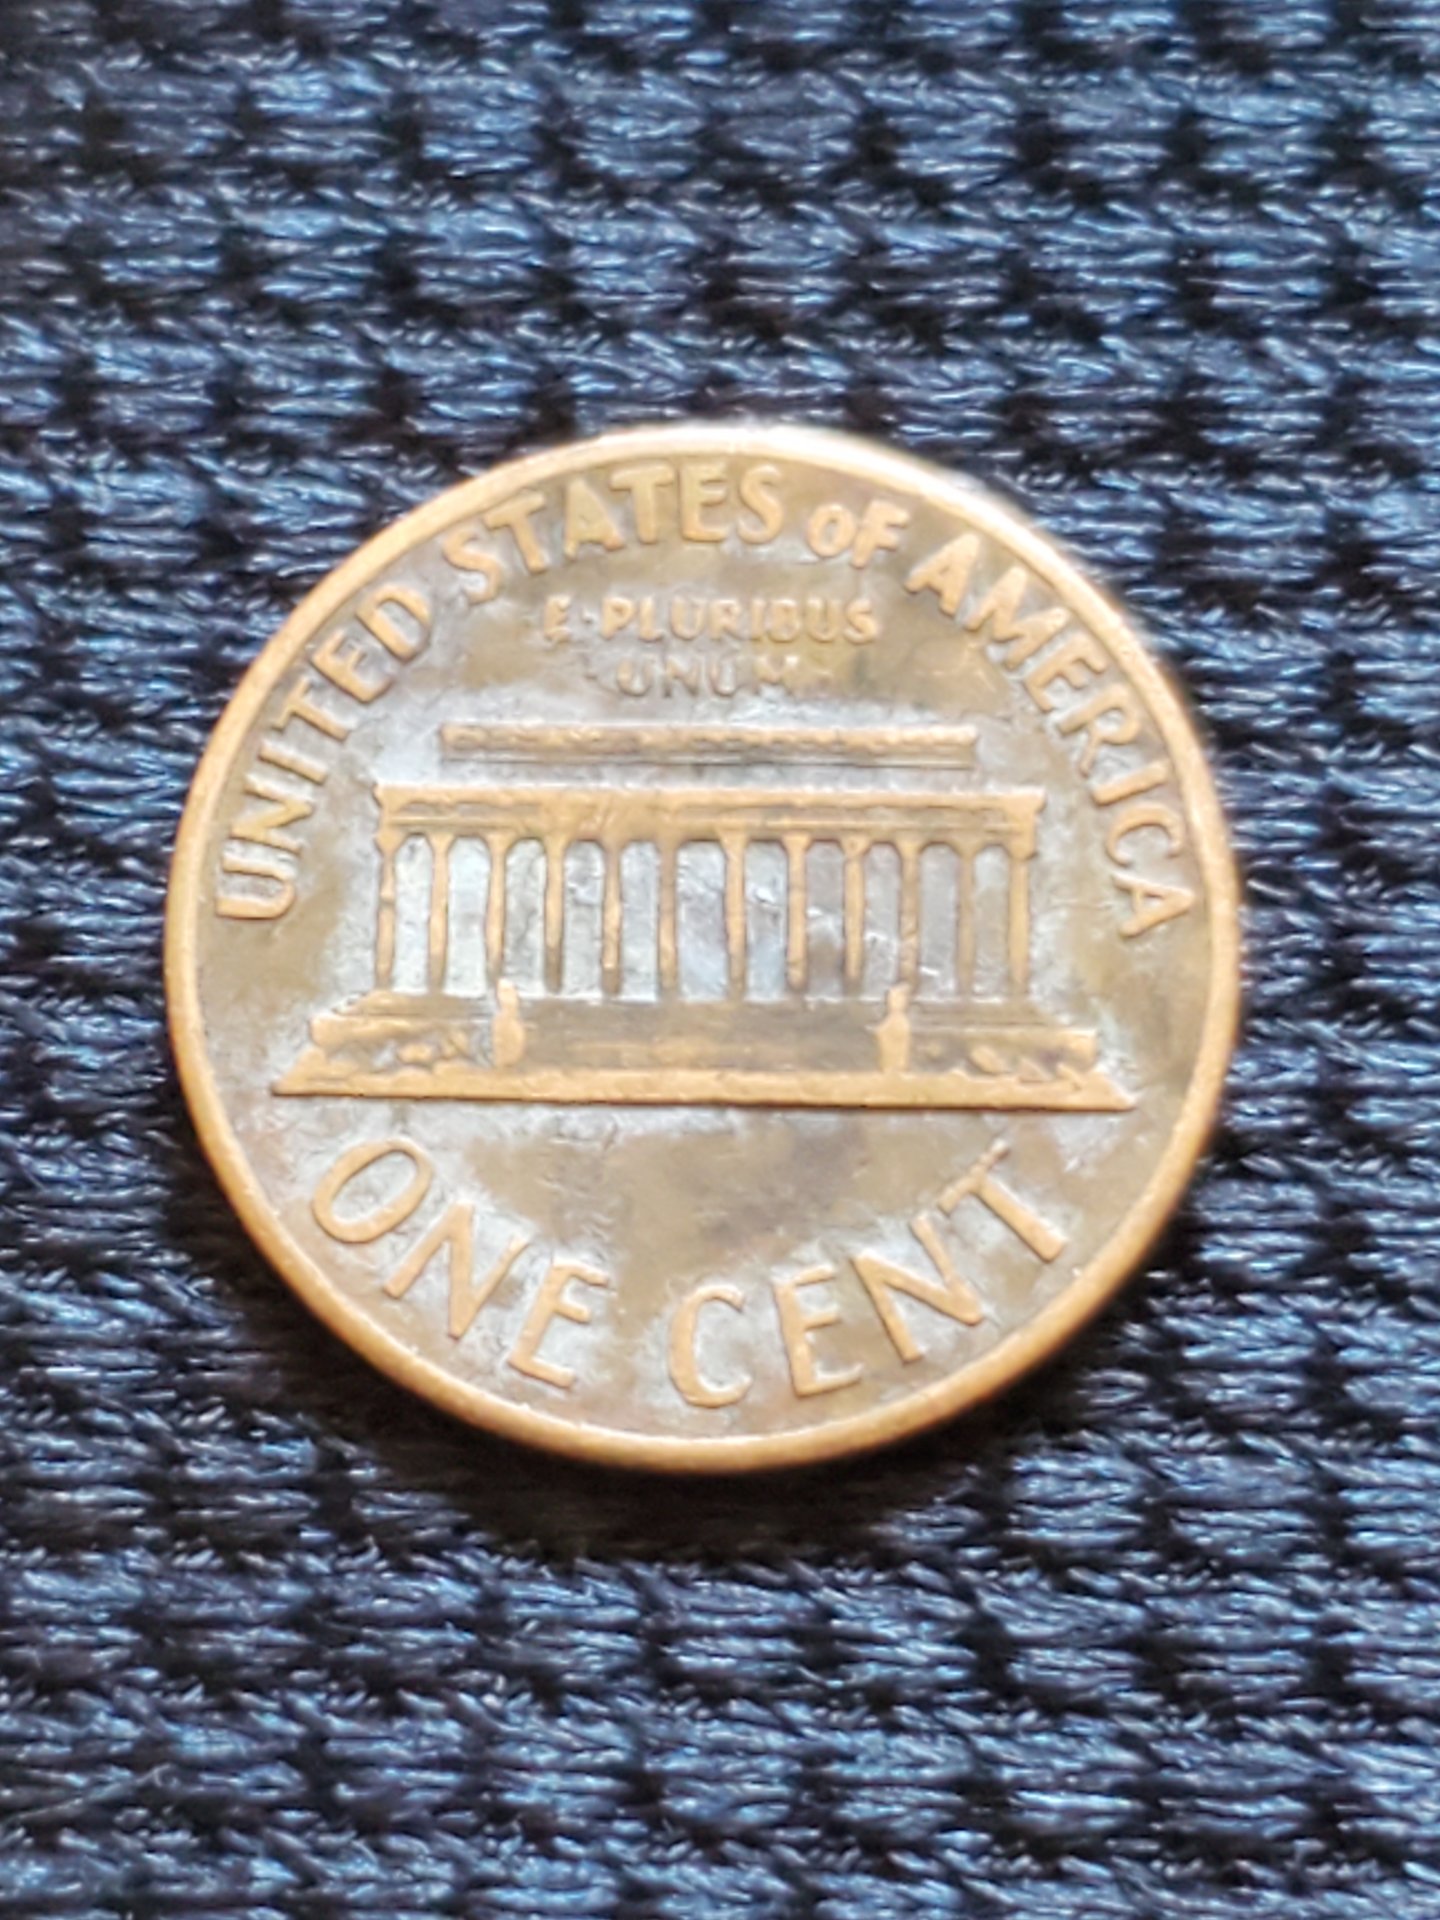 UNITED STATES oF AMERICA
E·PLURIBUS
UNUM
ONE CENT